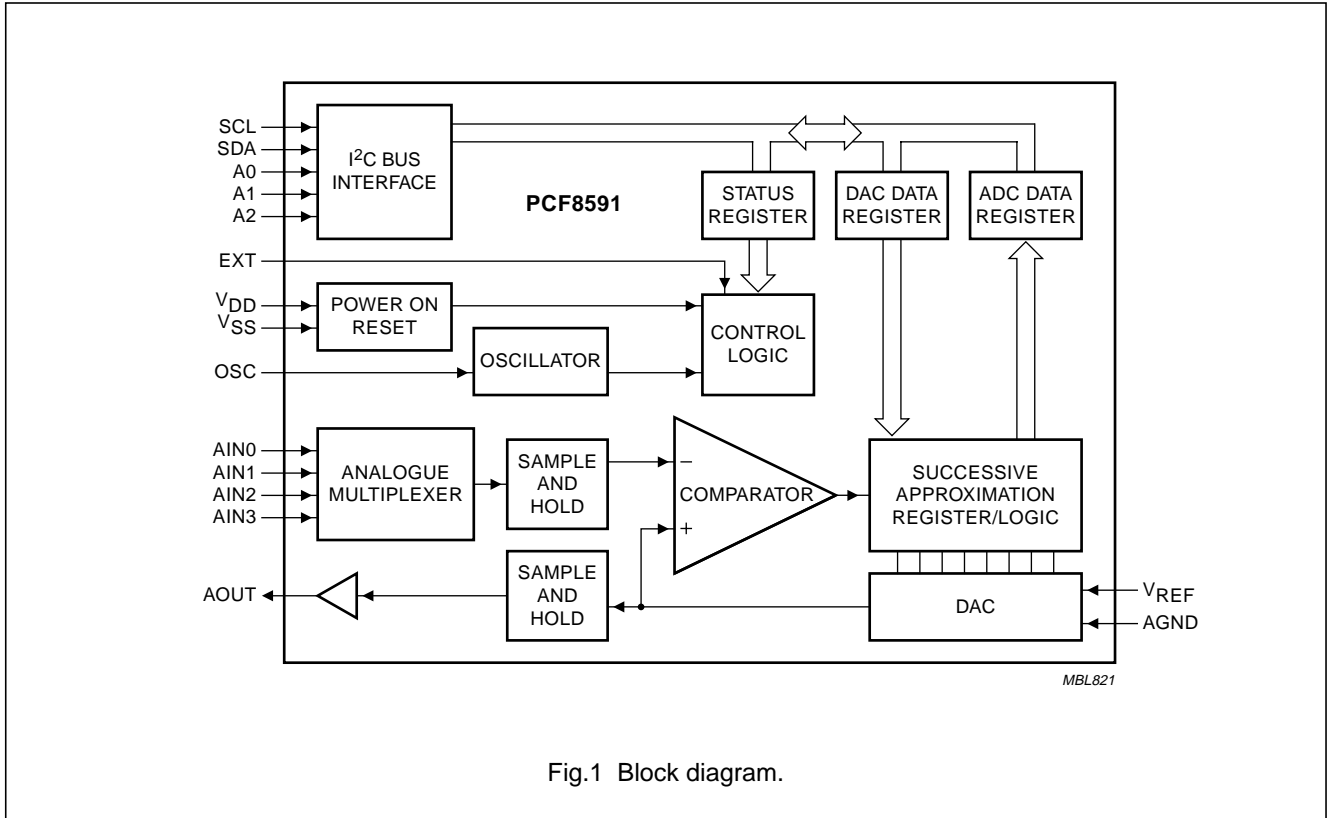 SCL
SDA
A0
A1
A2
I2C BUS
INTERFACE
PCF8591
STATUS
REGISTER
DAC DATA
REGISTER
ADC DATA
REGISTER
EXT
VDD
VSS
POWER ON
RESET
OSC
OSCILLATOR
CONTROL
LOGIC
AIN0
AIN1
AIN2
AIN3
ANALOGUE
MULTIPLEXER
SAMPLE
AND
HOLD
−
COMPARATOR
+
SUCCESSIVE
APPROXIMATION
REGISTER/LOGIC
AOUT
SAMPLE
AND
HOLD
DAC
VREF
AGND
MBL821
Fig.1 Block diagram.